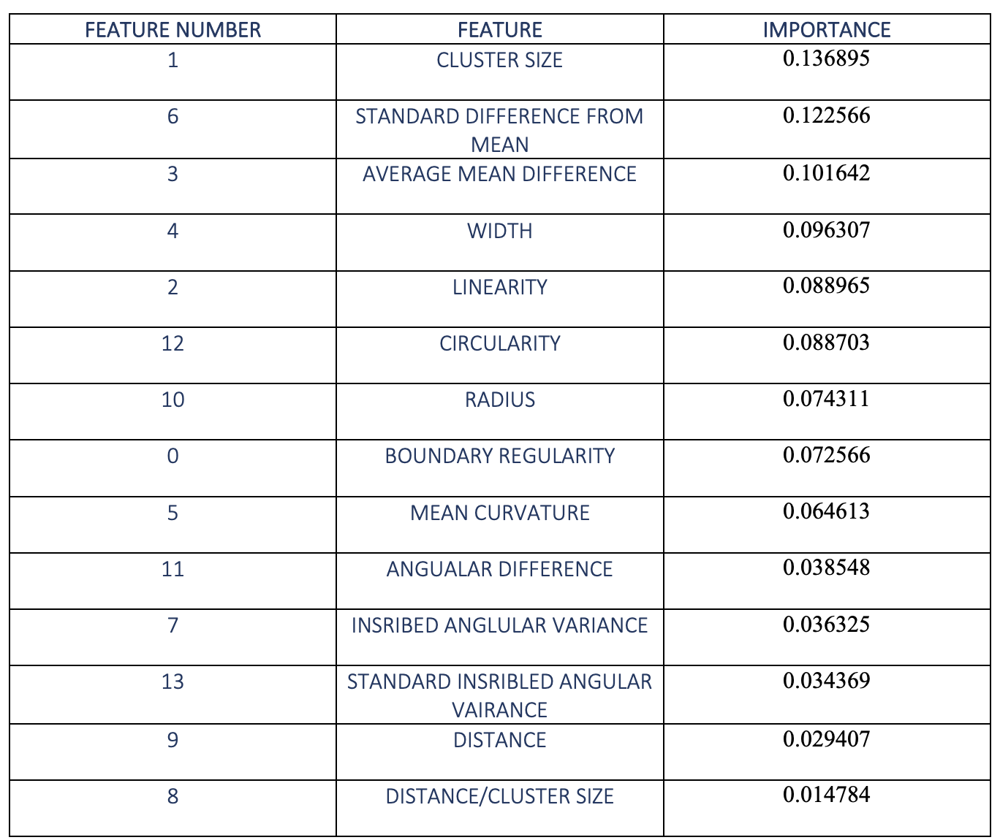 FEATURE NUMBER FEATURE IMPORTANCE
1 CLUSTER SIZE 0.136895
6 STANDARD DIFFERENCE FROM 0.122566
MEAN
3 AVERAGE MEAN DIFFERENCE 0.101642
4 WIDTH 0.096307
2 LINEARITY 0.088965
12 CIRCULARITY 0.088703
10 RADIUS 0.074311
0 BOUNDARY REGULARITY 0.072566
5 MEAN CURVATURE 0.064613
11 ANGUALAR DIFFERENCE 0.038548
7 INSRIBED ANGLULAR VARIANCE 0.036325
13 STANDARD INSRIBLED ANGULAR 0.034369
VAIRANCE
9 DISTANCE 0.029407
8 DISTANCE/CLUSTER SIZE 0.014784